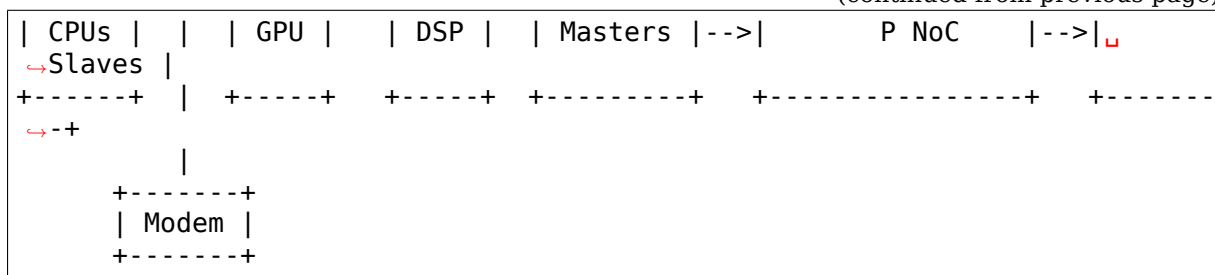 (continued from previous page)
| CPUs |  |  | GPU |   | DSP |  | Masters |-->|       P NoC    |-->|␣
↪Slaves |
+------+  |  +-----+   +-----+  +---------+   +----------------+   +-------
↪-+
          |
      +-------+
      | Modem |
      +-------+